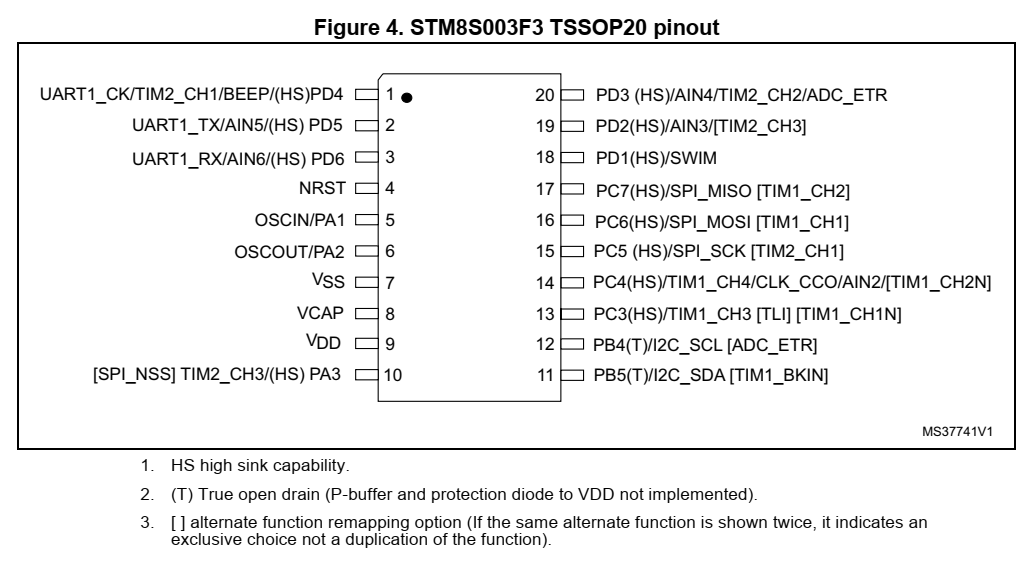 Figure 4. STM8S003F3 TSSOP20 pinout
UART1_CK/TIM2_CH1/BEEP/(HS)PD4 1 20 PD3 (HS)/AIN4/TIM2_CH2/ADC_ETR
UART1_TX/AIN5/(HS) PD5 2 19 PD2(HS)/AIN3/[TIM2_CH3]
UART1_RX/AIN6/(HS) PD6 3 18 PD1(HS)/SWIM
NRST 4 17 PC7(HS)/SPI_MISO [TIM1_CH2]
OSCIN/PA1 5 16 PC6(HS)/SPI_MOSI [TIM1_CH1]
OSCOUT/PA2 6 15 PC5 (HS)/SPI_SCK [TIM2_CH1]
VSS 7 14 PC4(HS)/TIM1_CH4/CLK_CCO/AIN2/[TIM1_CH2N]
VCAP 8 13 PC3(HS)/TIM1_CH3 [TLI] [TIM1_CH1N]
VDD 9 12 PB4(T)/I2C_SCL [ADC_ETR]
[SPI_NSS] TIM2_CH3/(HS) PA3 10 11 PB5(T)/I2C_SDA [TIM1_BKIN]
MS37741V1
1. HS high sink capability.
2. (T) True open drain (P-buffer and protection diode to VDD not implemented).
3. [ ] alternate function remapping option (If the same alternate function is shown twice, it indicates an
exclusive choice not a duplication of the function).